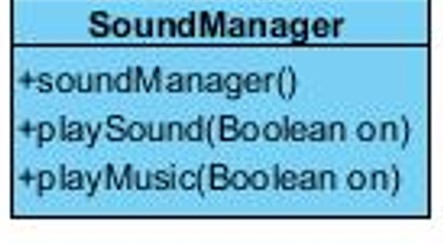 SoundManager
+soundManager()
+playSound(Boolean on)
+playMusic(Boolean on)